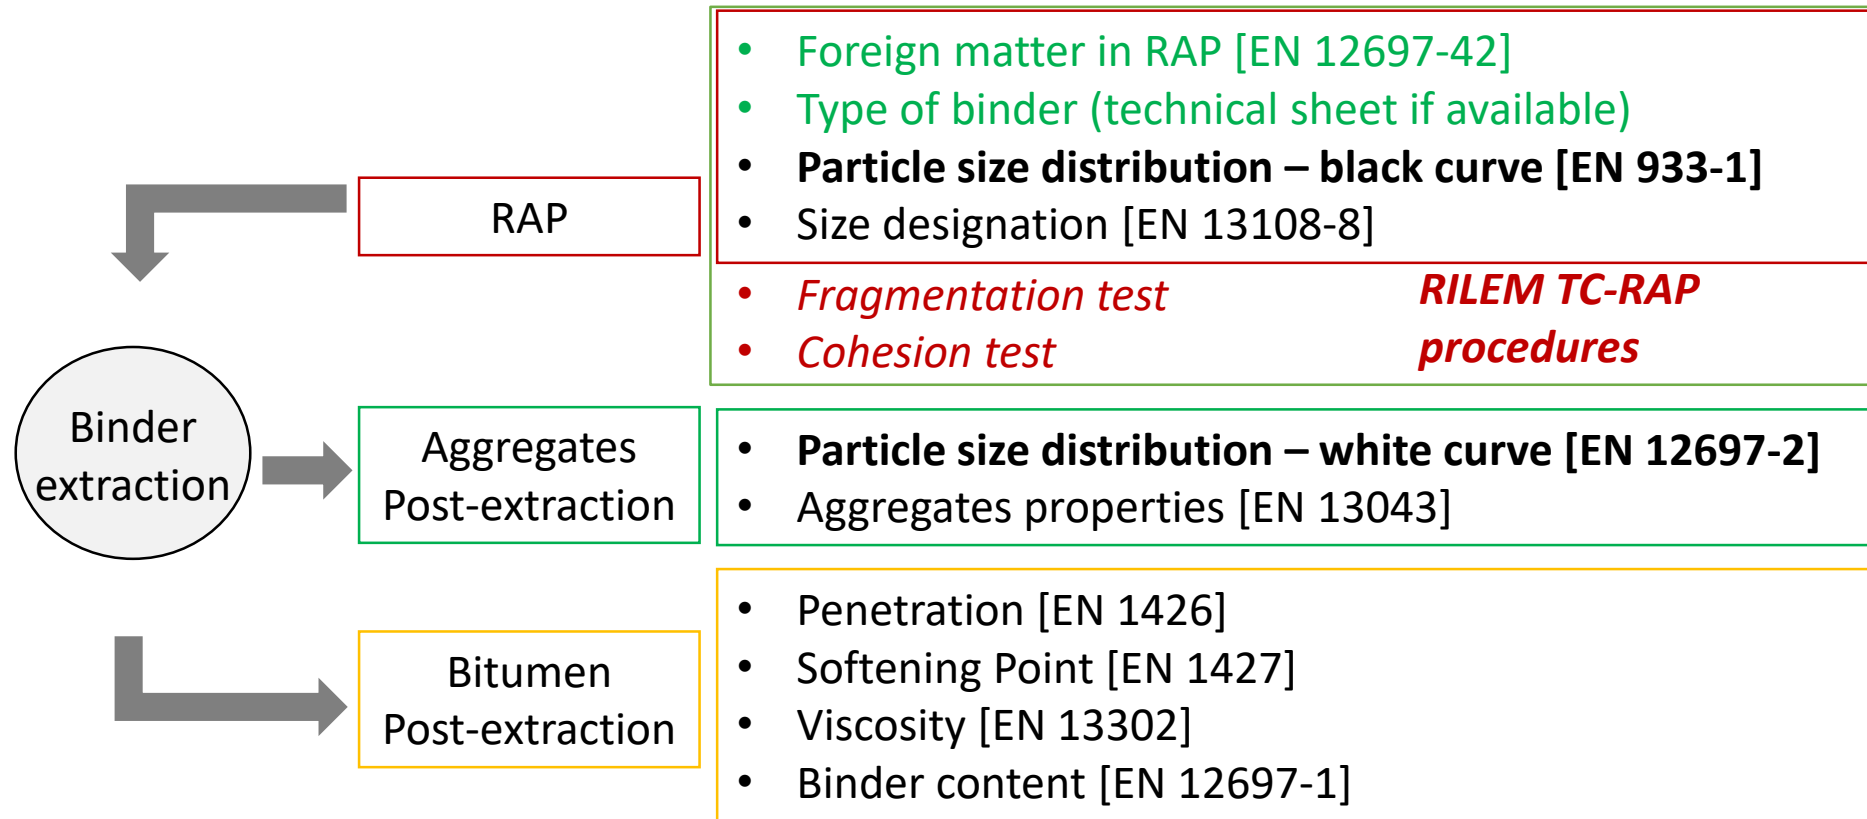 • Foreign matter in RAP [EN 12697-42]
• Type of binder (technical sheet if available)
• Particle size distribution – black curve [EN 933-1]
• Size designation [EN 13108-8]
RAP
• Fragmentation test
• Cohesion test
RILEM TC-RAP
procedures
Binder
extraction
Aggregates
Post-extraction
• Particle size distribution – white curve [EN 12697-2]
• Aggregates properties [EN 13043]
Bitumen
Post-extraction
• Penetration [EN 1426]
• Softening Point [EN 1427]
• Viscosity [EN 13302]
• Binder content [EN 12697-1]